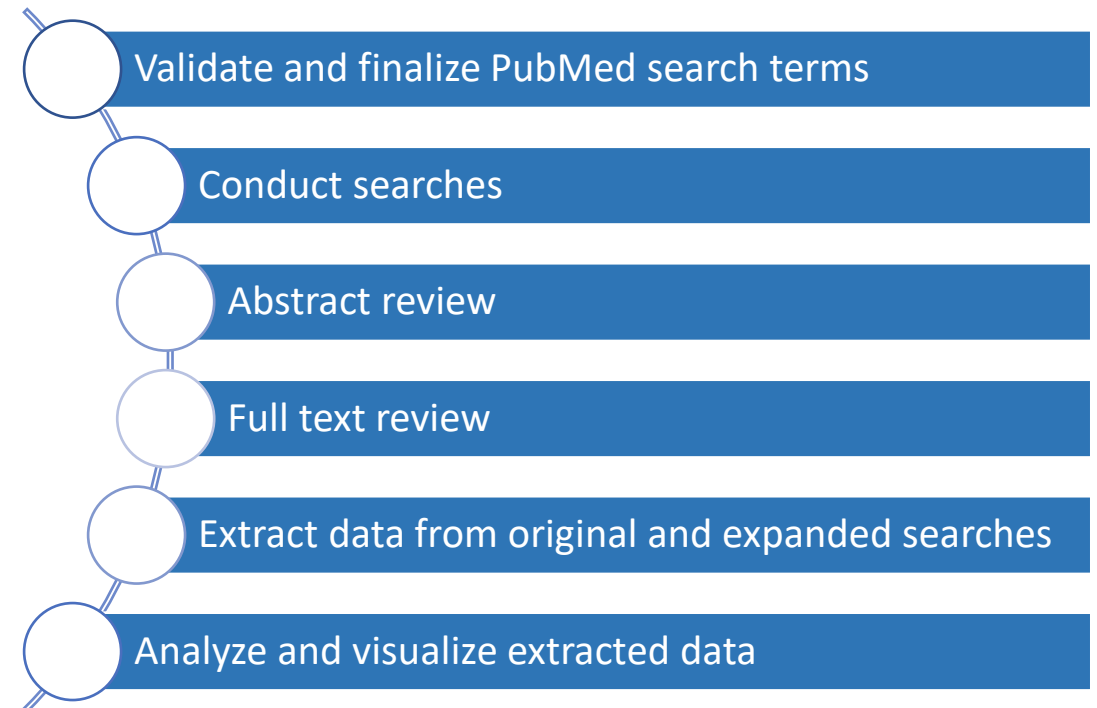 Validate and finalize PubMed search terms
Conduct searches
Abstract review
Full text review
Extract data from original and expanded searches
Analyze and visualize extracted data